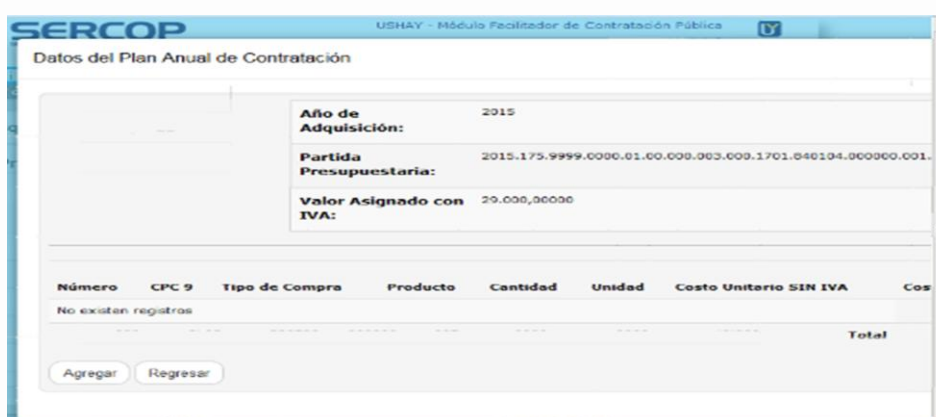 SERCOP USHAY - Módulo Facilitador de Contratación Pública
Datos del Plan Anual de Contratación
Año de Adquisición: 2015
Partida Presupuestaria: 2015.175.9999.0000.01.00.000.003.000.1701.840104.000000.001.
Valor Asignado con IVA: 29.000,00000
Número CPC 9 Tipo de Compra Producto Cantidad Unidad Costo Unitario SIN IVA Cos
No existen registros
Total
Agregar Regresar